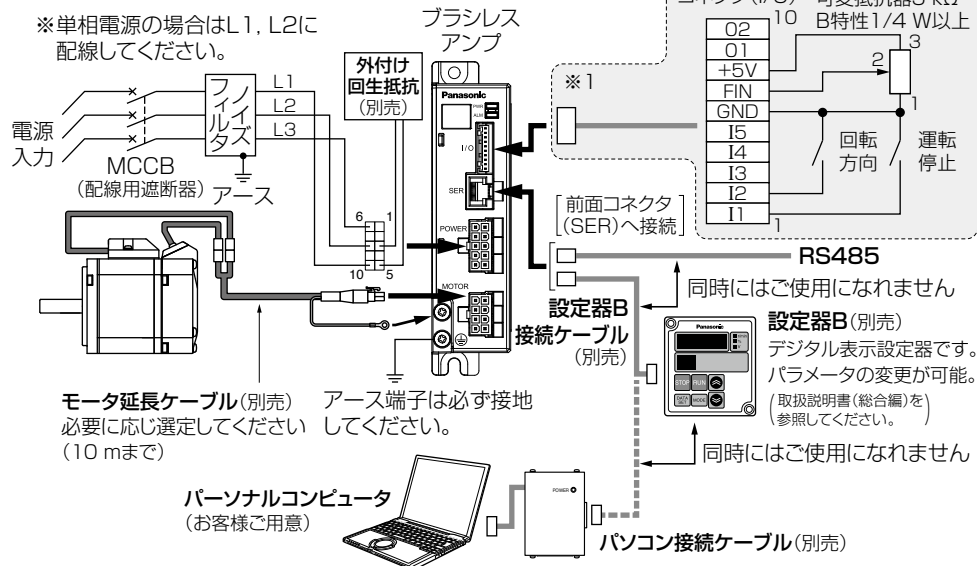 ※単相電源の場合はL1, L2に
配線してください。
電源
入力
MCCB
(配線用遮断器)
ノイズ
フィルタ
アース
L1
L2
L3
外付け
回生抵抗
(別売)
ブラシレス
アンプ
Panasonic
PWR
ALM
I/O
SER
POWER
MOTOR
6
1
10
5
※1
B特性1/4 W以上
10
O2
O1
+5V
FIN
GND
I5
I4
I3
I2
I1
1
3
2
1
回転
方向
運転
停止
前面コネクタ
(SER)へ接続
RS485
同時にはご使用になれません
設定器B
接続ケーブル
(別売)
Panasonic
STOP
RUN
DATA
SET
MODE
設定器B(別売)
デジタル表示設定器です。
パラメータの変更が可能。
(取扱説明書(総合編)を
参照してください。)
同時にはご使用になれません
モータ延長ケーブル(別売)
必要に応じ選定してください
(10 mまで)
アース端子は必ず接地
してください。
パーソナルコンピュータ
(お客様ご用意)
POWER
パソコン接続ケーブル(別売)